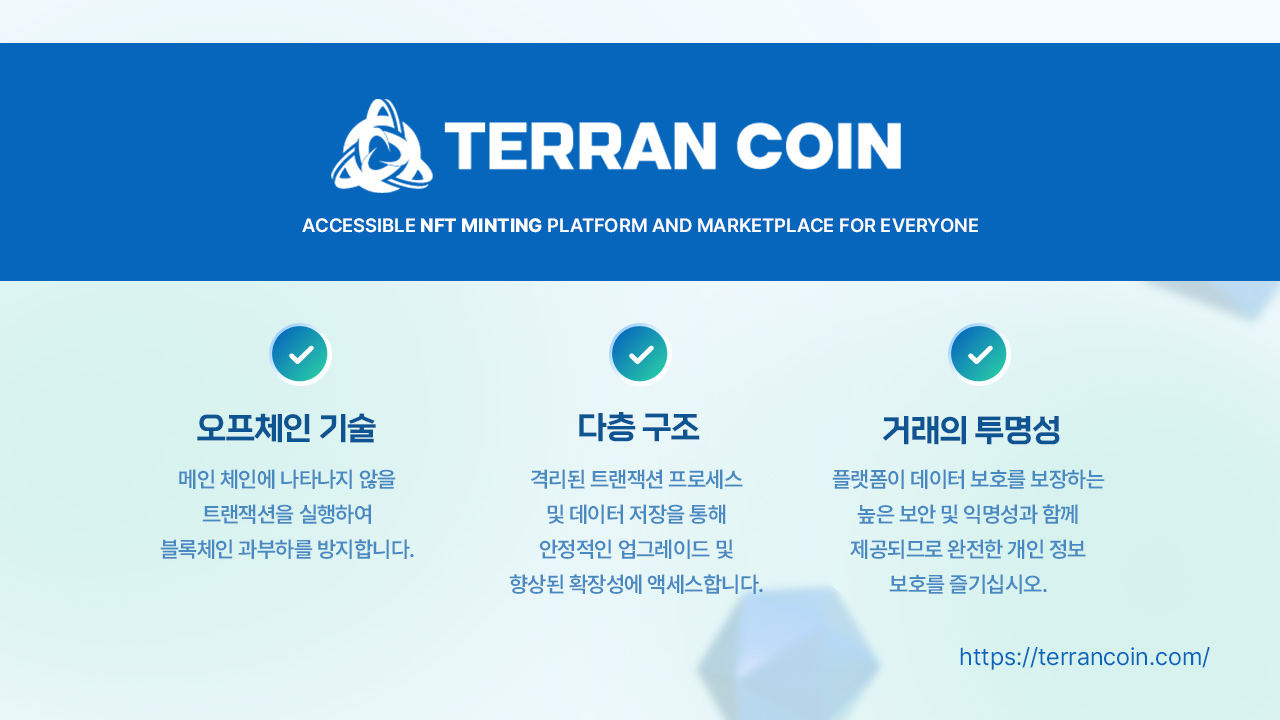 TERRAN COIN
ACCESSIBLE NFT MINTING PLATFORM AND MARKETPLACE FOR EVERYONE
오프체인 기술
메인 체인에 나타나지 않을
트랜잭션을 실행하여
블록체인 과부하를 방지합니다.
다층 구조
격리된 트랜잭션 프로세스
및 데이터 저장을 통해
안정적인 업그레이드 및
향상된 확장성에 액세스합니다.
거래의 투명성
플랫폼이 데이터 보호를 보장하는
높은 보안 및 익명성과 함께
제공되므로 완전한 개인 정보
보호를 즐기십시오.
https://terrancoin.com/